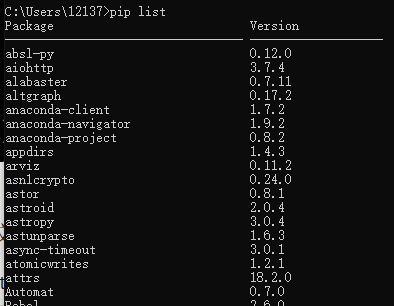 C:\Users\12137>pip list
Package Version
absl-py 0.12.0
aiohttp 3.7.4
alabaster 0.7.11
altgraph 0.17.2
anaconda-client 1.7.2
anaconda-navigator 1.9.2
anaconda-project 0.8.2
appdirs 1.4.3
arviz 0.11.2
asn1crypto 0.24.0
astor 0.8.1
astroid 2.0.4
astropy 3.0.4
astunparse 1.6.3
async-timeout 3.0.1
atomicwrites 1.2.1
attrs 18.2.0
Automat 0.7.0
Babel 2.6.0